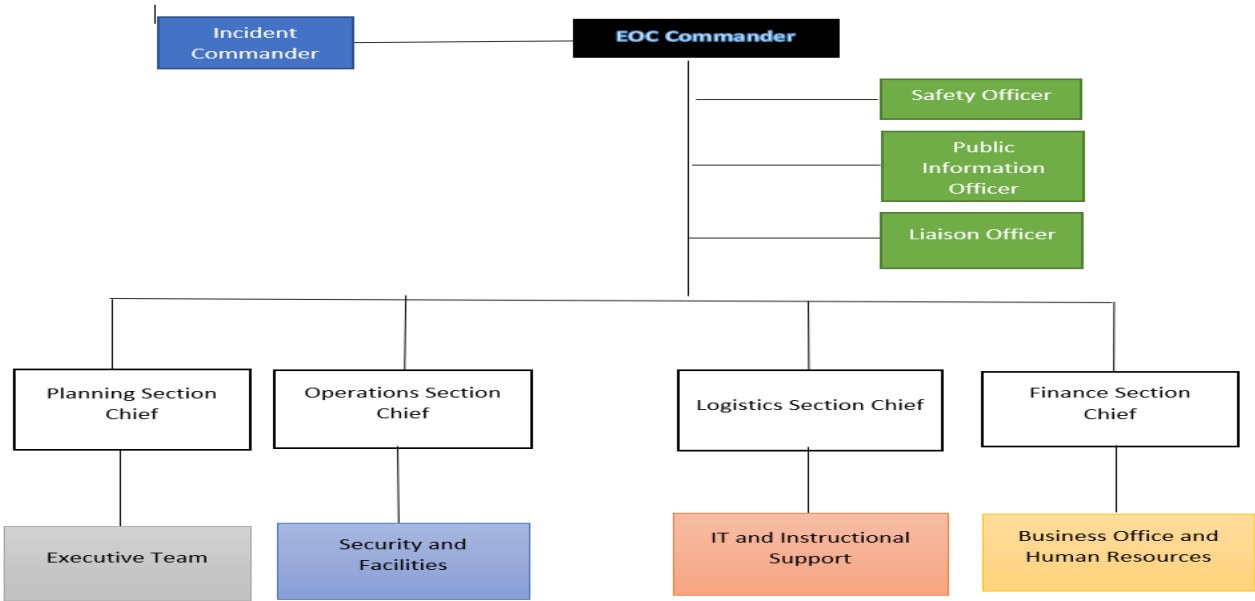 Incident
Commander
EOC Commander
Safety Officer
Public
Information
Officer
Liaison Officer
Planning Section
Chief
Operations Section
Chief
Logistics Section Chief
Finance Section
Chief
Executive Team
Security and
Facilities
IT and Instructional
Support
Business Office and
Human Resources